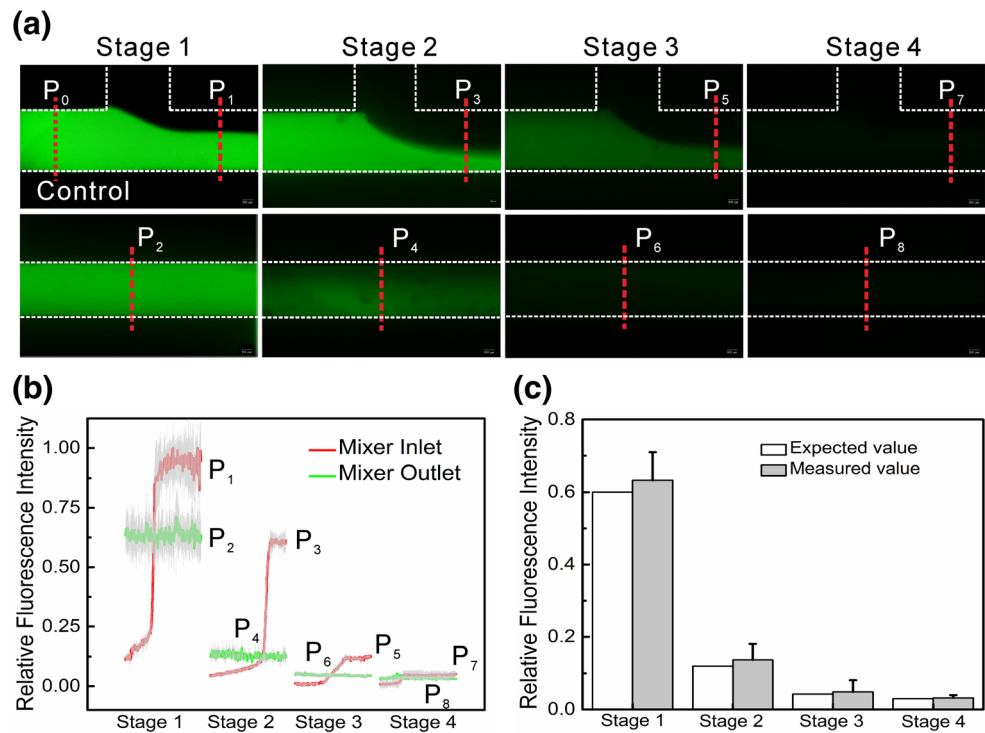 (a)
Stage 1 Stage 2 Stage 3 Stage 4
P0 P1 P3 P5 P7
Control
P2 P4 P6 P8
(b)
Relative Fluorescence Intensity
1.00
0.75
0.50
0.25
0.00
Mixer Inlet
Mixer Outlet
P1
P2
P3
P4
P6 P5 P7
P8
Stage 1 Stage 2 Stage 3 Stage 4
(c)
Relative Fluorescence Intensity
0.8
0.6
0.4
0.2
0.0
Expected value
Measured value
Stage 1 Stage 2 Stage 3 Stage 4